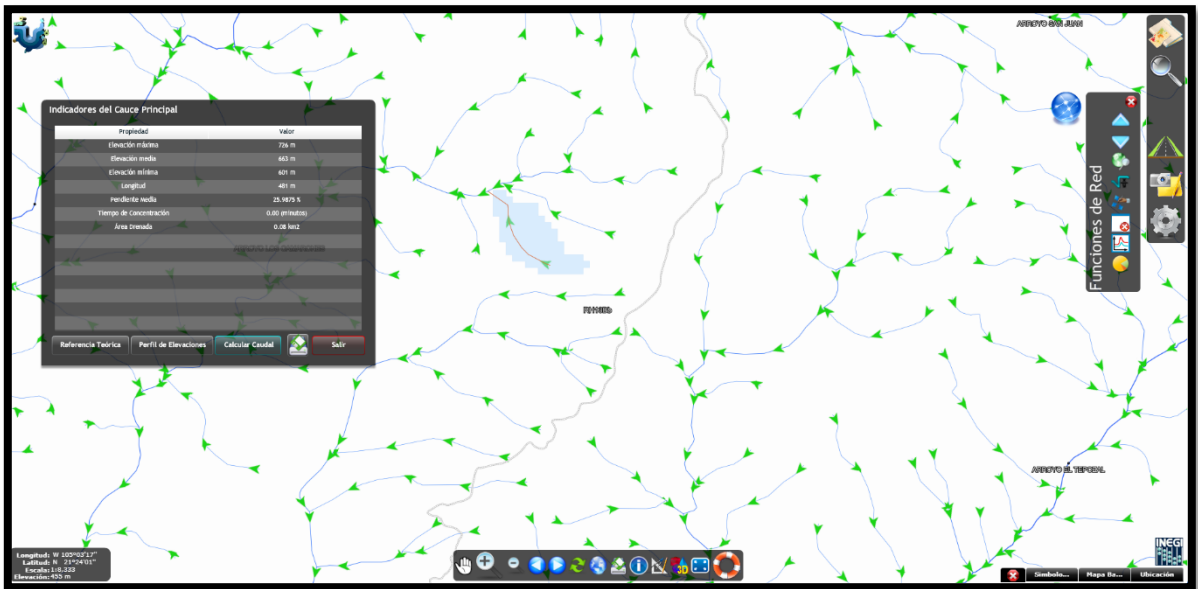 ARROYO SAN JUAN
Indicadores del Cauce Principal
Propiedad Valor
Elevación máxima 726 m
Elevación media 663 m
Elevación mínima 601 m
Longitud 481 m
Pendiente Media 25.9875 %
Tiempo de Concentración 0.00 (minutos)
Área Drenada 0.08 km2
Referencia Teórica Perfil de Elevaciones Calcular Caudal Salir
Funciones de Red
ARROYO EL TEPOZAL
Longitud: W 105°03'17"
Latitud: N 21°24'01"
Escala: 1:8,333
Elevación: 455 m
3D
INEGI
Simbolo... Mapa Ba... Ubicación